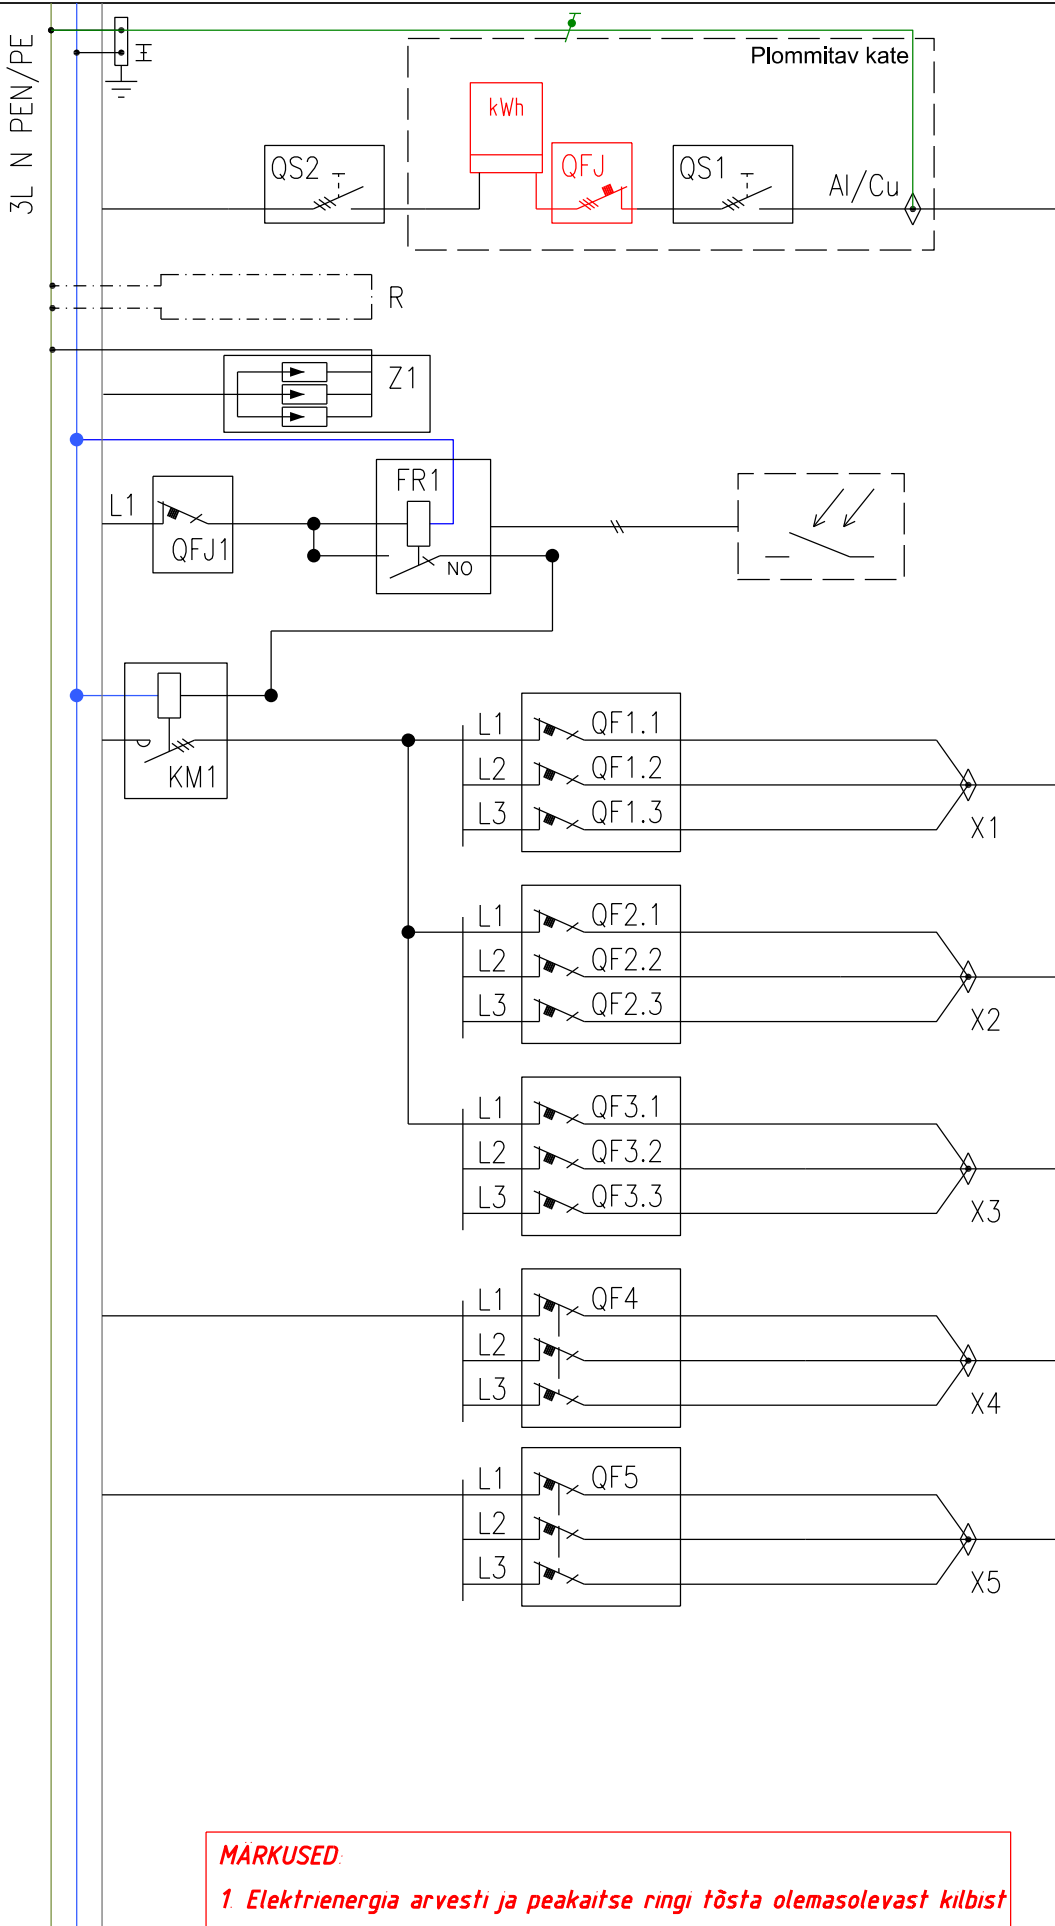 3L N PEN/PE
Plommitav kate
kWh
QS2
QFJ
QS1
Al/Cu
R
Z1
L1
QFJ1
FR1
NO
KM1
L1 QF1.1
L2 QF1.2
L3 QF1.3
X1
L1 QF2.1
L2 QF2.2
L3 QF2.3
X2
L1 QF3.1
L2 QF3.2
L3 QF3.3
X3
L1 QF4
L2
L3
X4
L1 QF5
L2
L3
X5
MÄRKUSED:
1. Elektrienergia arvesti ja peakaitse ringi tõsta olemasolevast kilbist